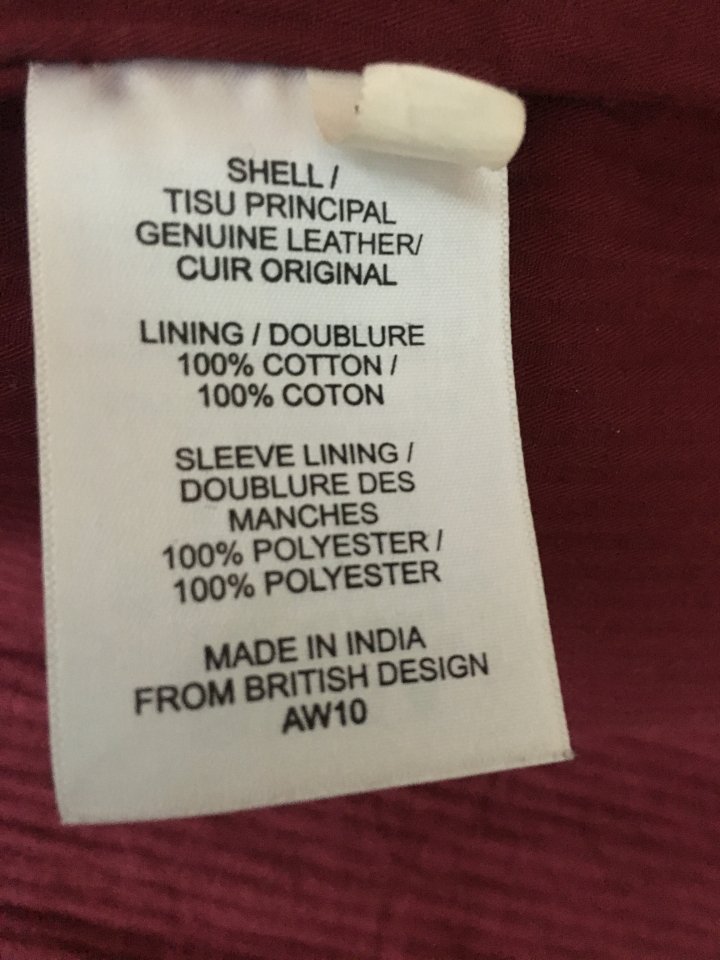 SHELL /
TISU PRINCIPAL
GENUINE LEATHER/
CUIR ORIGINAL
LINING / DOUBLURE
100% COTTON /
100% COTON
SLEEVE LINING /
DOUBLURE DES
MANCHES
100% POLYESTER /
100% POLYESTER
MADE IN INDIA
FROM BRITISH DESIGN
AW10